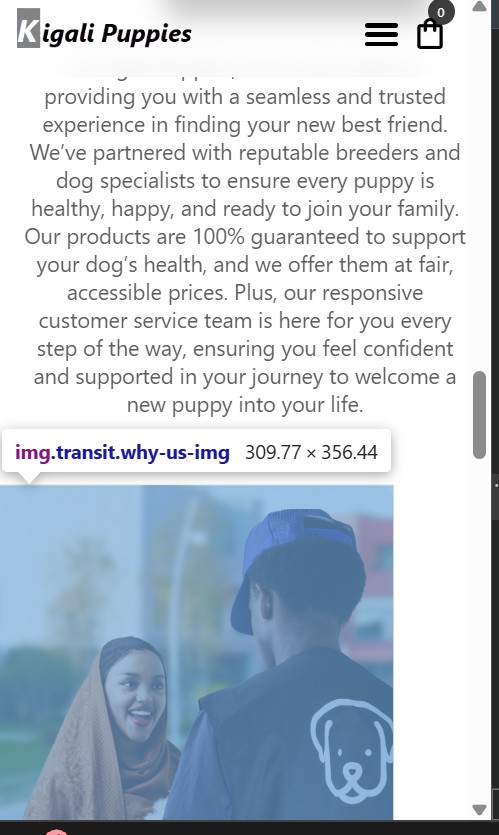 0
Kigali Puppies
providing you with a seamless and trusted
experience in finding your new best friend.
We’ve partnered with reputable breeders and
dog specialists to ensure every puppy is
healthy, happy, and ready to join your family.
Our products are 100% guaranteed to support
your dog’s health, and we offer them at fair,
accessible prices. Plus, our responsive
customer service team is here for you every
step of the way, ensuring you feel confident
and supported in your journey to welcome a
new puppy into your life.
img.transit.why-us-img 309.77 × 356.44